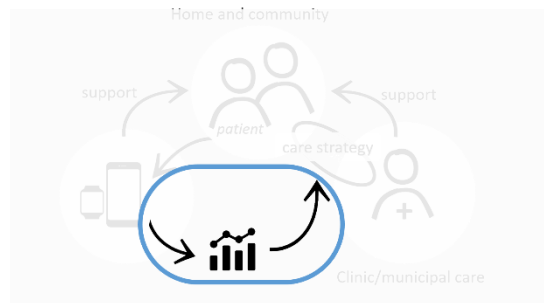 Home and community
support
support
patient
care strategy
Clinic/municipal care